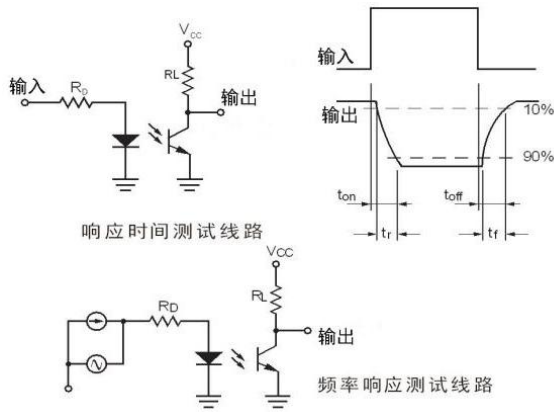 Vcc
RL
输入
RD
输出
响应时间测试线路
输入
输出
10%
90%
ton
toff
tr
tf
VCC
RL
RD
输出
频率响应测试线路